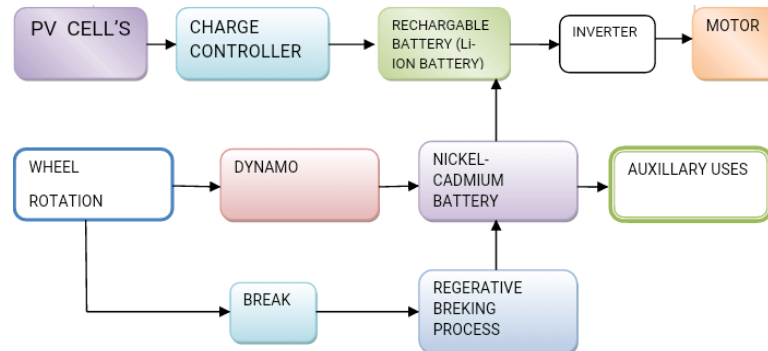 PV CELL'S
CHARGE
CONTROLLER
RECHARGABLE
BATTERY (Li-
ION BATTERY)
INVERTER
MOTOR
WHEEL
ROTATION
DYNAMO
NICKEL-
CADMIUM
BATTERY
AUXILLARY USES
BREAK
REGERATIVE
BREKING
PROCESS